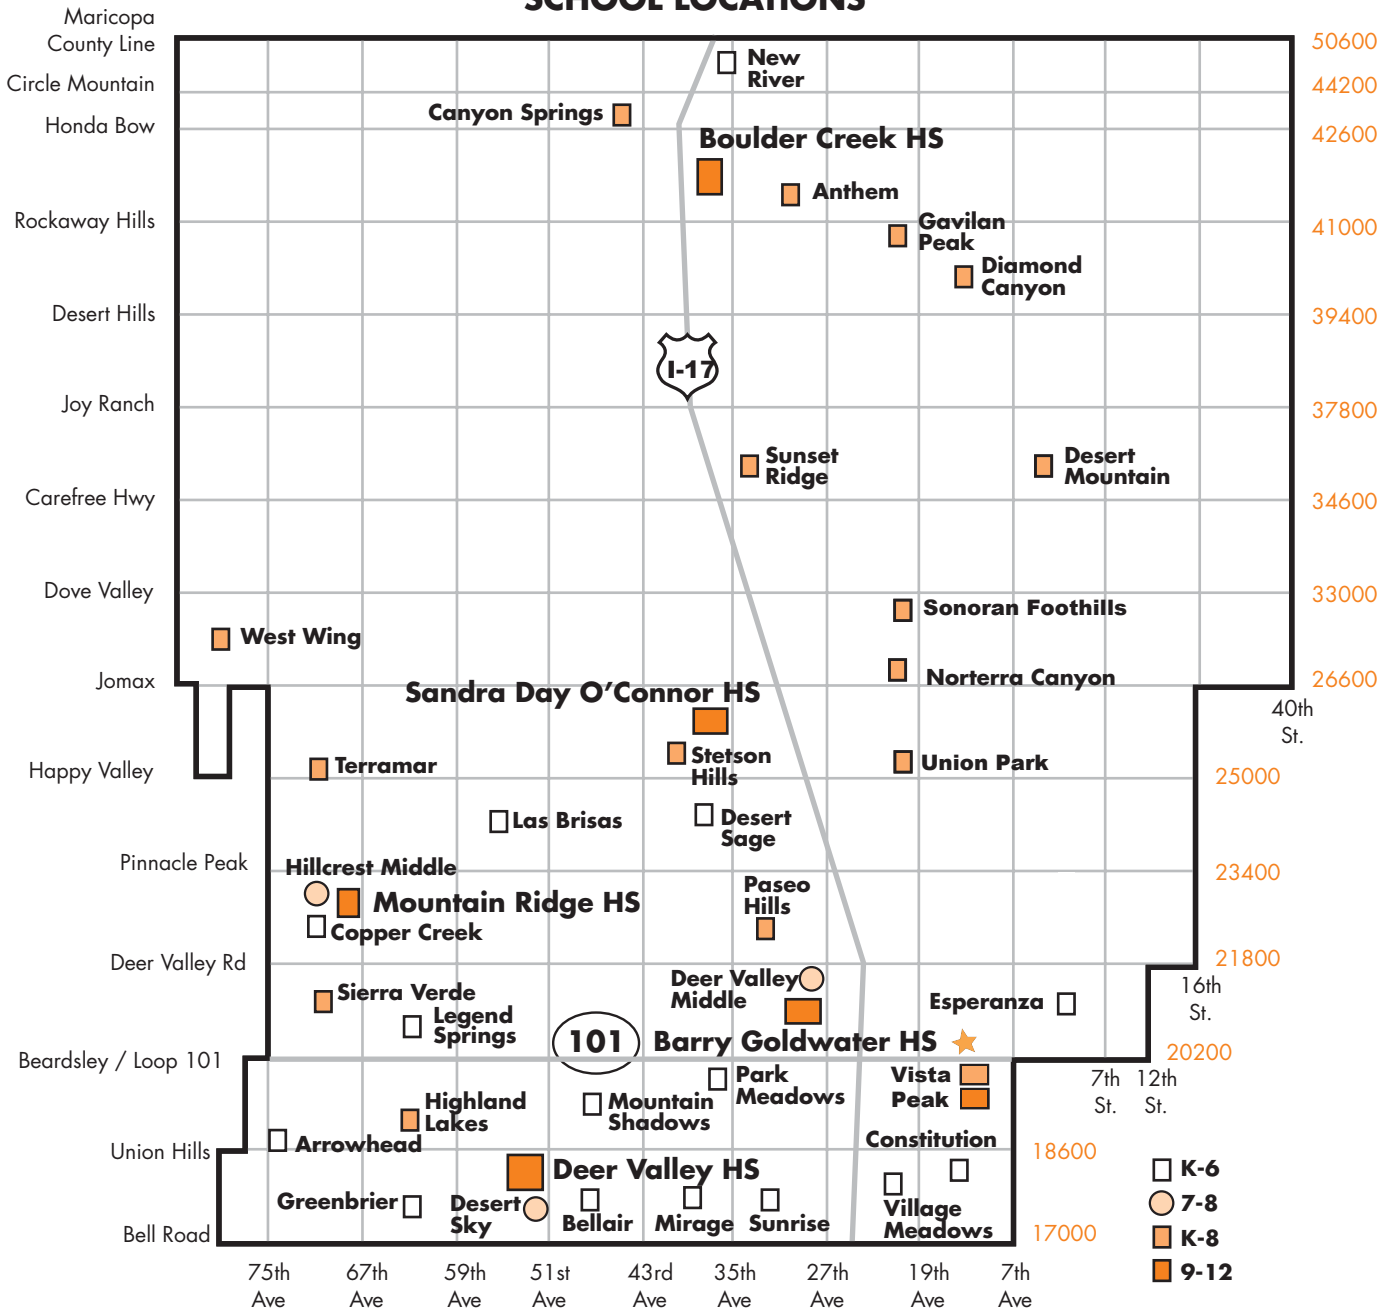 SCHOOL LOCATIONS
Maricopa
County Line
50600
New
River
Circle Mountain
44200
Canyon Springs
Honda Bow
42600
Boulder Creek HS
Anthem
Rockaway Hills
41000
Gavilan
Peak
Diamond
Canyon
Desert Hills
39400
I-17
Joy Ranch
37800
Sunset
Ridge
Desert
Mountain
Carefree Hwy
34600
Dove Valley
33000
Sonoran Foothills
West Wing
Jomax
Norterra Canyon
26600
Sandra Day O'Connor HS
40th
St.
Stetson
Hills
Happy Valley
Terramar
Union Park
25000
Las Brisas
Desert
Sage
Pinnacle Peak
Hillcrest Middle
23400
Mountain Ridge HS
Paseo
Hills
Copper Creek
Deer Valley Rd
21800
Deer Valley
Middle
16th
St.
Sierra Verde
Legend
Springs
Esperanza
101
Barry Goldwater HS
Beardsley / Loop 101
20200
Park
Meadows
Vista
Peak
7th
St.
12th
St.
Highland
Lakes
Mountain
Shadows
Arrowhead
Constitution
Union Hills
18600
Deer Valley HS
K-6
Greenbrier
Desert
Sky
Bellair
Mirage
Sunrise
Village
Meadows
7-8
Bell Road
17000
K-8
9-12
75th
Ave
67th
Ave
59th
Ave
51st
Ave
43rd
Ave
35th
Ave
27th
Ave
19th
Ave
7th
Ave